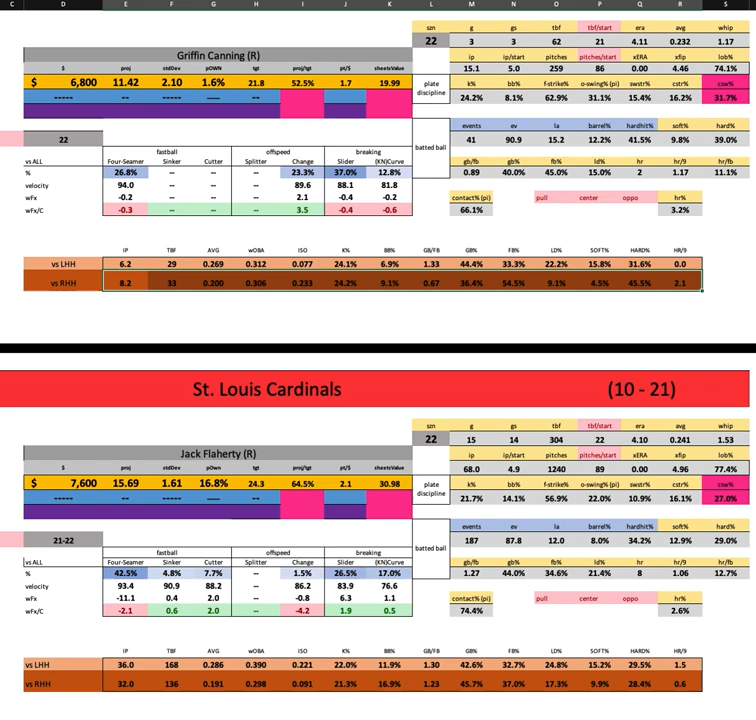 C D E F G H I J K L M N O P Q R S
szn g gs tbf tbf/start era avg whip
22 3 3 62 21 4.11 0.232 1.17
Griffin Canning (R) ip ip/start pitches pitches/start xERA xfip lob%
$ proj stdDev pOWN tgt proj/tgt pt/$ sheetsValue 15.1 5.0 259 86 0.00 4.46 74.1%
$ 6,800 11.42 2.10 1.6% 21.8 52.5% 1.7 19.99 plate discipline k% bb% f-strike% o-swing% (pi) swstr% cstr% csw%
----- -- ----- — -- 24.2% 8.1% 62.9% 31.1% 15.4% 16.2% 31.7%
events ev la barrel% hardhit% soft% hard%
22 41 90.9 15.2 12.2% 41.5% 9.8% 39.0%
fastball offspeed breaking batted ball
vs ALL Four-Seamer Sinker Cutter Splitter Change Slider (KN)Curve gb/fb gb% fb% ld% hr hr/9 hr/fb
% 26.8% -- -- -- 23.3% 37.0% 12.8% 0.89 40.0% 45.0% 15.0% 2 1.17 11.1%
velocity 94.0 -- -- -- 89.6 88.1 81.8
wFx -0.2 -- -- -- 2.1 -0.4 -0.2 contact% (pi) pull center oppo hr%
wFx/C -0.3 -- -- -- 3.5 -0.4 -0.6 66.1% 3.2%
IP TBF AVG wOBA ISO K% BB% GB/FB GB% FB% LD% SOFT% HARD% HR/9
vs LHH 6.2 29 0.269 0.312 0.077 24.1% 6.9% 1.33 44.4% 33.3% 22.2% 15.8% 31.6% 0.0
vs RHH 8.2 33 0.200 0.306 0.233 24.2% 9.1% 0.67 36.4% 54.5% 9.1% 4.5% 45.5% 2.1
St. Louis Cardinals (10 - 21)
szn g gs tbf tbf/start era avg whip
22 15 14 304 22 4.10 0.241 1.53
Jack Flaherty (R) ip ip/start pitches pitches/start xERA xfip lob%
$ proj stdDev pOwn tgt proj/tgt pt/$ sheetsValue 68.0 4.9 1240 89 0.00 4.96 77.4%
$ 7,600 15.69 1.61 16.8% 24.3 64.5% 2.1 30.98 plate discipline k% bb% f-strike% o-swing% (pi) swstr% cstr% csw%
----- -- ----- — -- 21.7% 14.1% 56.9% 22.0% 10.9% 16.1% 27.0%
events ev la barrel% hardhit% soft% hard%
21-22 187 87.8 12.0 8.0% 34.2% 12.9% 29.0%
fastball offspeed breaking batted ball
vs ALL Four-Seamer Sinker Cutter Splitter Change Slider (KN)Curve gb/fb gb% fb% ld% hr hr/9 hr/fb
% 42.5% 4.8% 7.7% -- 1.5% 26.5% 17.0% 1.27 44.0% 34.6% 21.4% 8 1.06 12.7%
velocity 93.4 90.9 88.2 -- 86.2 83.9 76.6
wFx -11.1 0.4 2.0 -- -0.8 6.3 1.1 contact% (pi) pull center oppo hr%
wFx/C -2.1 0.6 2.0 -- -4.2 1.9 0.5 74.4% 2.6%
IP TBF AVG wOBA ISO K% BB% GB/FB GB% FB% LD% SOFT% HARD% HR/9
vs LHH 36.0 168 0.286 0.390 0.221 22.0% 11.9% 1.30 42.6% 32.7% 24.8% 15.2% 29.5% 1.5
vs RHH 32.0 136 0.191 0.298 0.091 21.3% 16.9% 1.23 45.7% 37.0% 17.3% 9.9% 28.4% 0.6